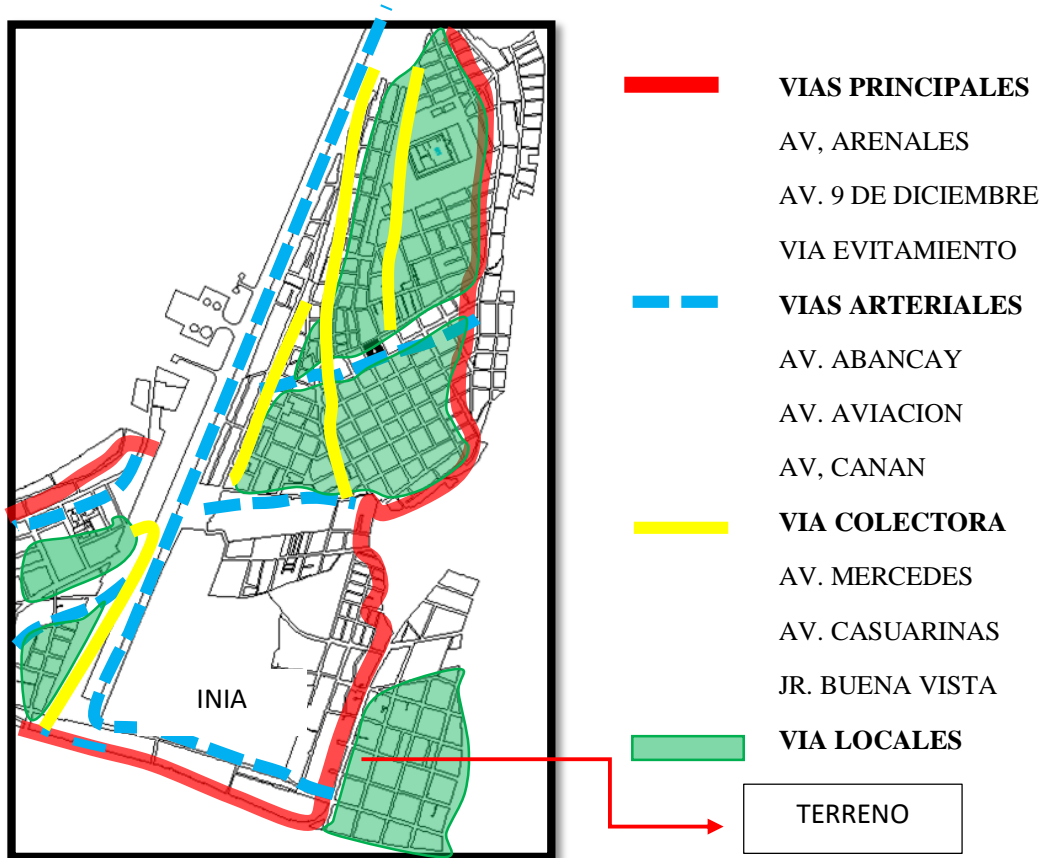 VIAS PRINCIPALES
AV, ARENALES
AV. 9 DE DICIEMBRE
VIA EVITAMIENTO
VIAS ARTERIALES
AV. ABANCAY
AV. AVIACION
AV, CANAN
VIA COLECTORA
AV. MERCEDES
AV. CASUARINAS
JR. BUENA VISTA
VIA LOCALES
TERRENO
INIA